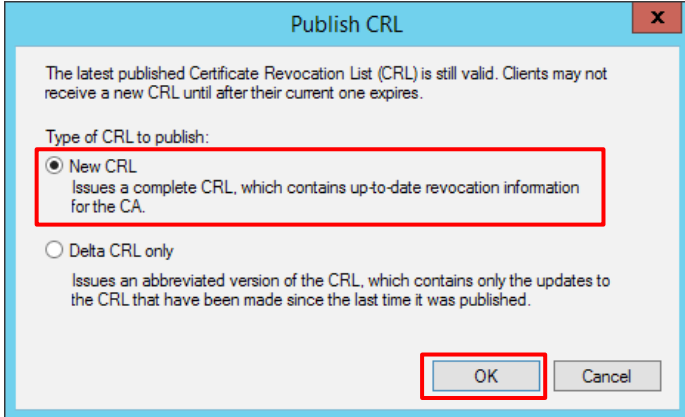 Publish CRL
x
The latest published Certificate Revocation List (CRL) is still valid. Clients may not
receive a new CRL until after their current one expires.
Type of CRL to publish:
New CRL
Issues a complete CRL, which contains up-to-date revocation information
for the CA.
Delta CRL only
Issues an abbreviated version of the CRL, which contains only the updates to
the CRL that have been made since the last time it was published.
OK
Cancel